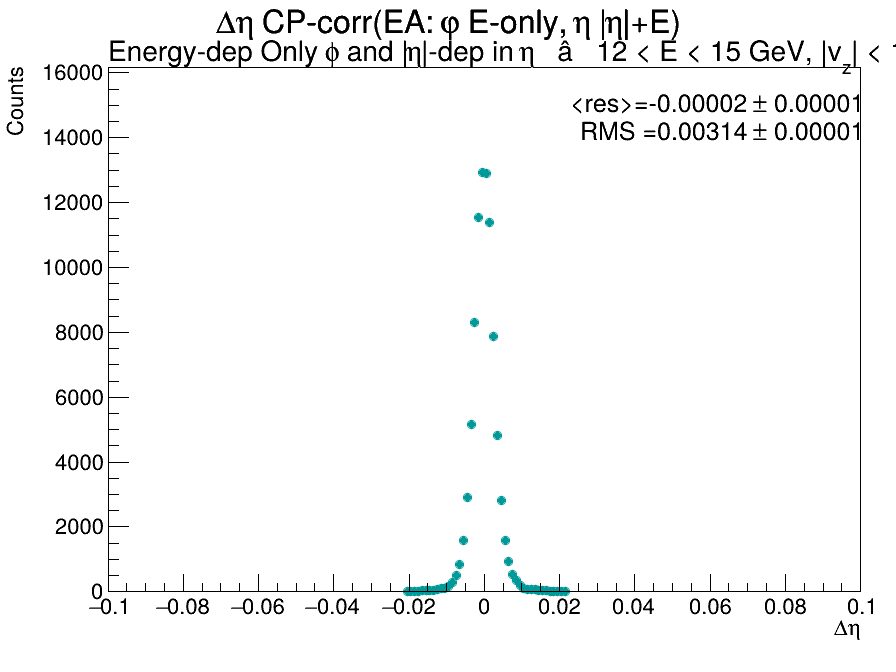 Δη CP-corr(EA: φ E-only, η |η|+E)
Energy-dep Only ϕ and |η|-dep in η â 12 < E < 15 GeV, |v_z| < 1
Counts
<res>=-0.00002 ± 0.00001
RMS =0.00314 ± 0.00001
16000
14000
12000
10000
8000
6000
4000
2000
0
−0.1 −0.08 −0.06 −0.04 −0.02 0 0.02 0.04 0.06 0.08 0.1
Δη